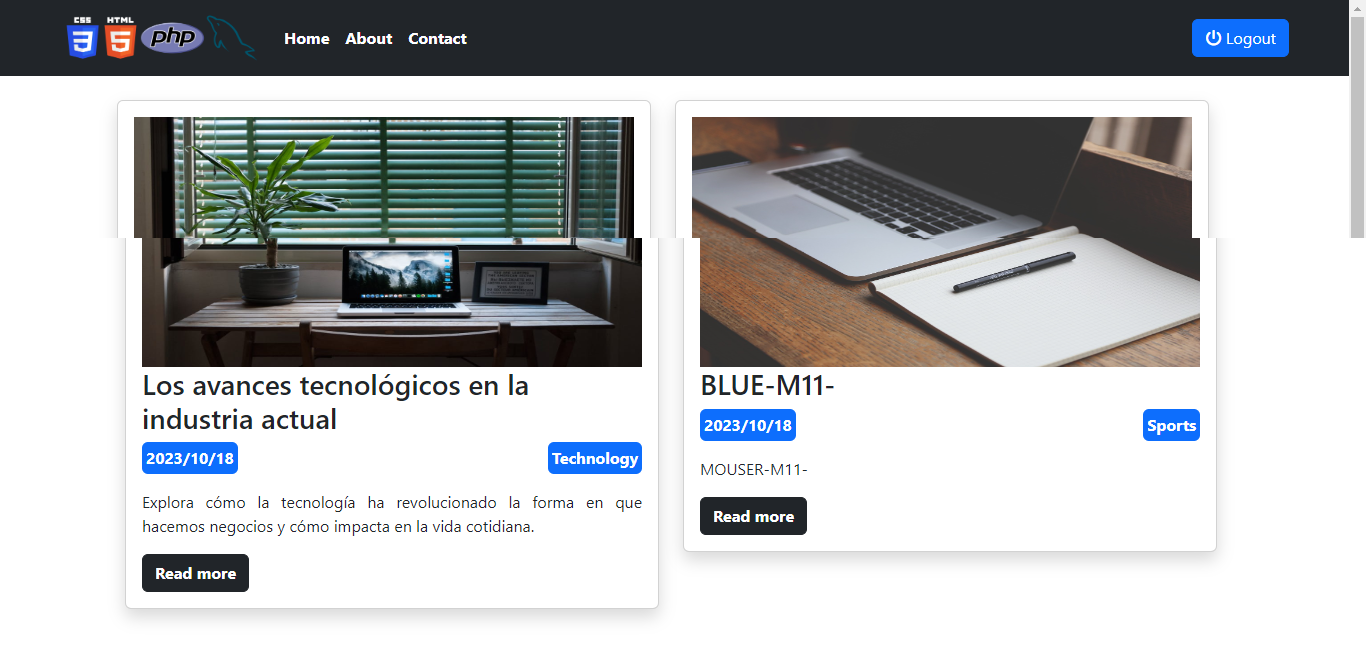 CSS HTML
3 5 php
Home About Contact
Logout
Los avances tecnológicos en la
industria actual
2023/10/18 Technology
Explora cómo la tecnología ha revolucionado la forma en que
hacemos negocios y cómo impacta en la vida cotidiana.
Read more
BLUE-M11-
2023/10/18 Sports
MOUSER-M11-
Read more